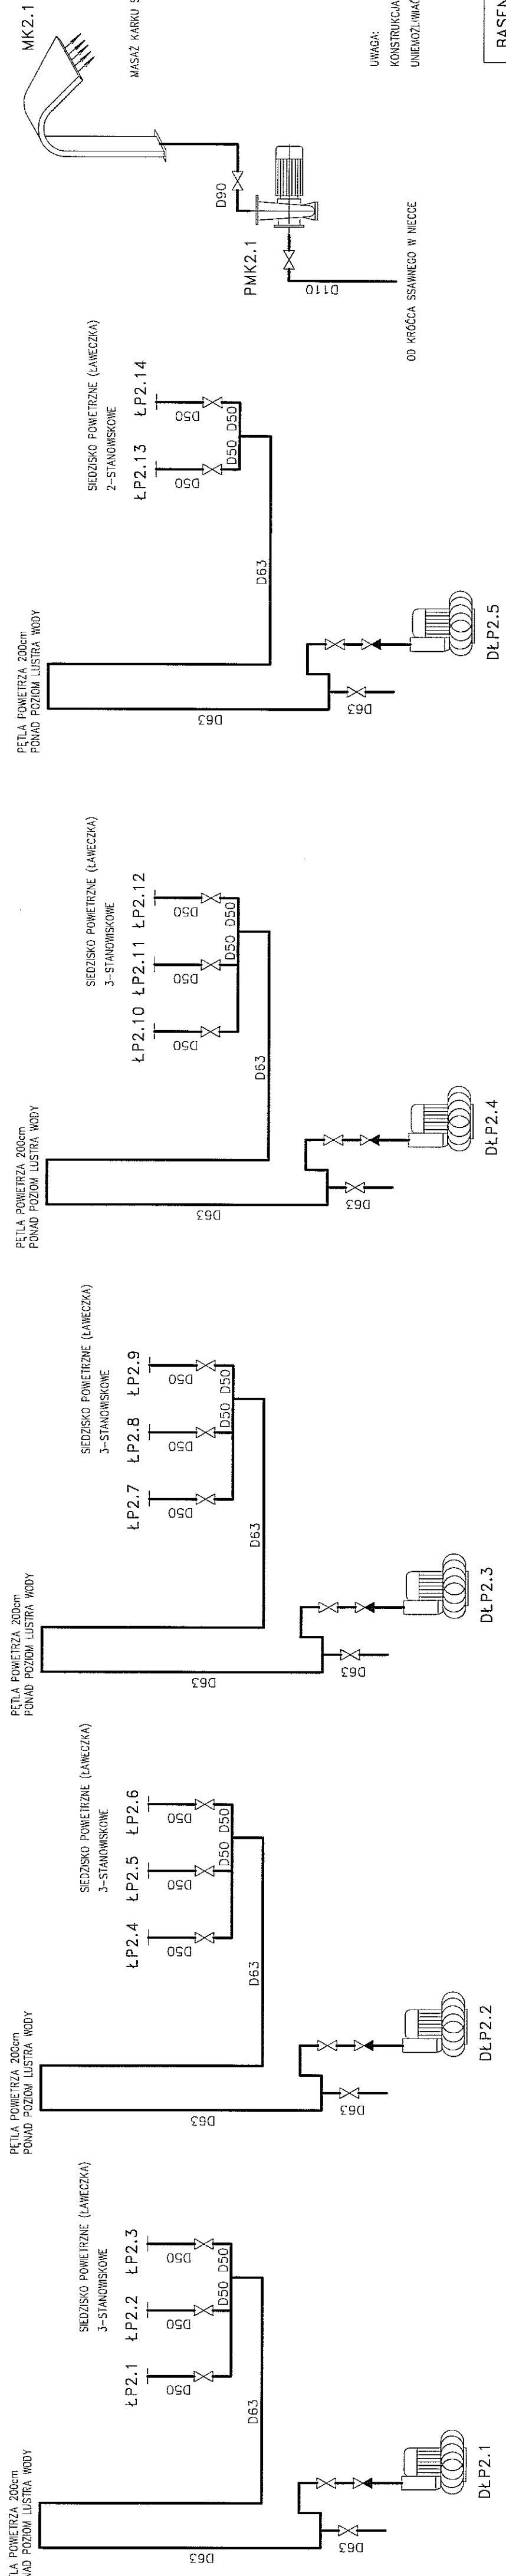 TLA POWIETRZA 200cm
NAD POZIOM LUSTRA WODY
SIEDZISKO POWIETRZNE (ŁAWECZKA)
3-STANOWISKOWE
ŁP2.1 ŁP2.2 ŁP2.3
D50 D50 D50
D50 D50
D63
D63
D63
DŁP2.1
PĘTLA POWIETRZA 200cm
PONAD POZIOM LUSTRA WODY
SIEDZISKO POWIETRZNE (ŁAWECZKA)
3-STANOWISKOWE
ŁP2.4 ŁP2.5 ŁP2.6
D50 D50 D50
D50 D50
D63
D63
D63
DŁP2.2
PĘTLA POWIETRZA 200cm
PONAD POZIOM LUSTRA WODY
SIEDZISKO POWIETRZNE (ŁAWECZKA)
3-STANOWISKOWE
ŁP2.7 ŁP2.8 ŁP2.9
D50 D50 D50
D50 D50
D63
D63
D63
DŁP2.3
PĘTLA POWIETRZA 200cm
PONAD POZIOM LUSTRA WODY
SIEDZISKO POWIETRZNE (ŁAWECZKA)
3-STANOWISKOWE
ŁP2.10 ŁP2.11 ŁP2.12
D50 D50 D50
D50 D50
D63
D63
D63
DŁP2.4
PĘTLA POWIETRZA 200cm
PONAD POZIOM LUSTRA WODY
SIEDZISKO POWIETRZNE (ŁAWECZKA)
2-STANOWISKOWE
ŁP2.13 ŁP2.14
D50 D50
D50 D50
D63
D63
D63
DŁP2.5
MK2.1
MASAŻ KARKU S
D90
PMK2.1
D110
OD KRÓĆCA SSAWNEGO W NIECCE
UWAGA:
KONSTRUKCJA
UNIEMOŻLIWIAĆ
BASEN